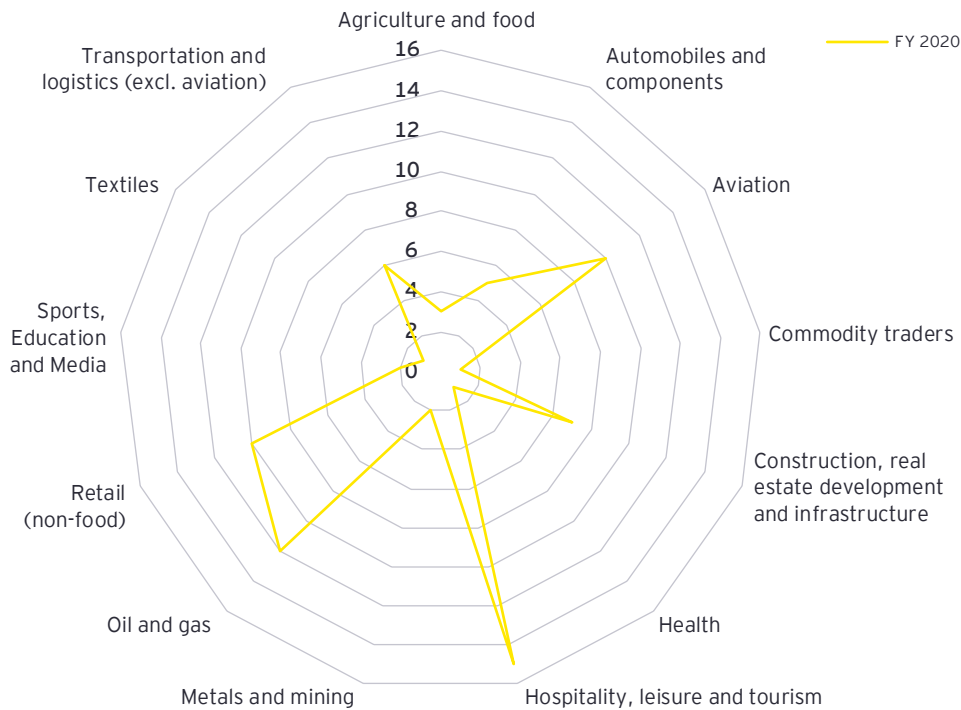 Agriculture and food
FY 2020
Transportation and
logistics (excl. aviation)
Automobiles and
components
16
14
12
10
8
6
4
2
0
Textiles
Aviation
Sports,
Education
and Media
Commodity traders
Retail
(non-food)
Construction, real
estate development
and infrastructure
Oil and gas
Health
Metals and mining
Hospitality, leisure and tourism